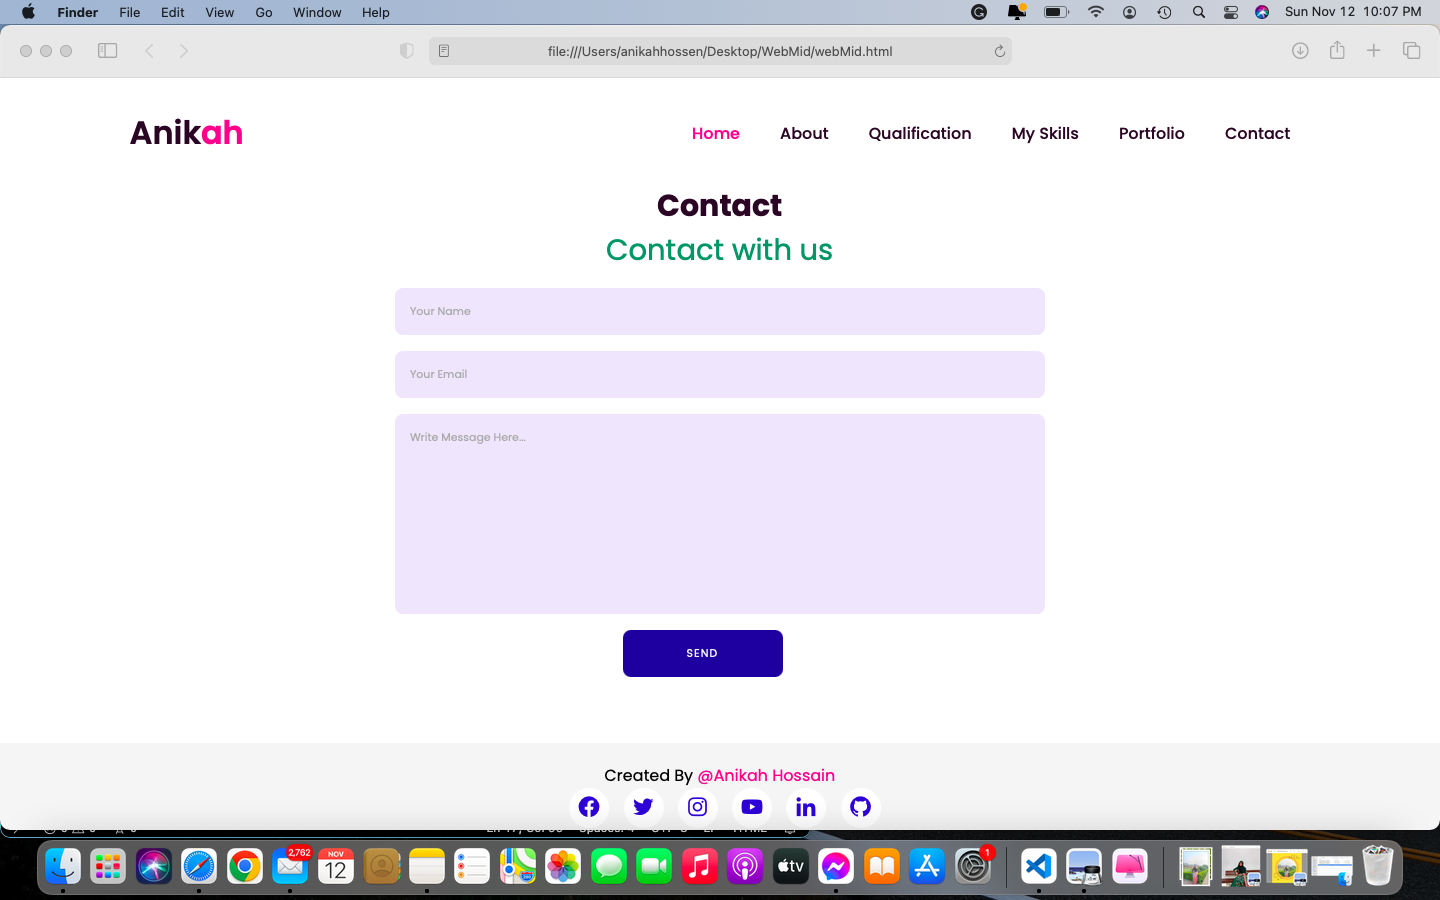 Finder File Edit View Go Window Help Sun Nov 12 10:07 PM
file:///Users/anikahhossen/Desktop/WebMid/webMid.html
Anikah Home About Qualification My Skills Portfolio Contact
Contact
Contact with us
Your Name
Your Email
Write Message Here...
SEND
Created By @Anikah Hossain
2,762
NOV
12
tv
1